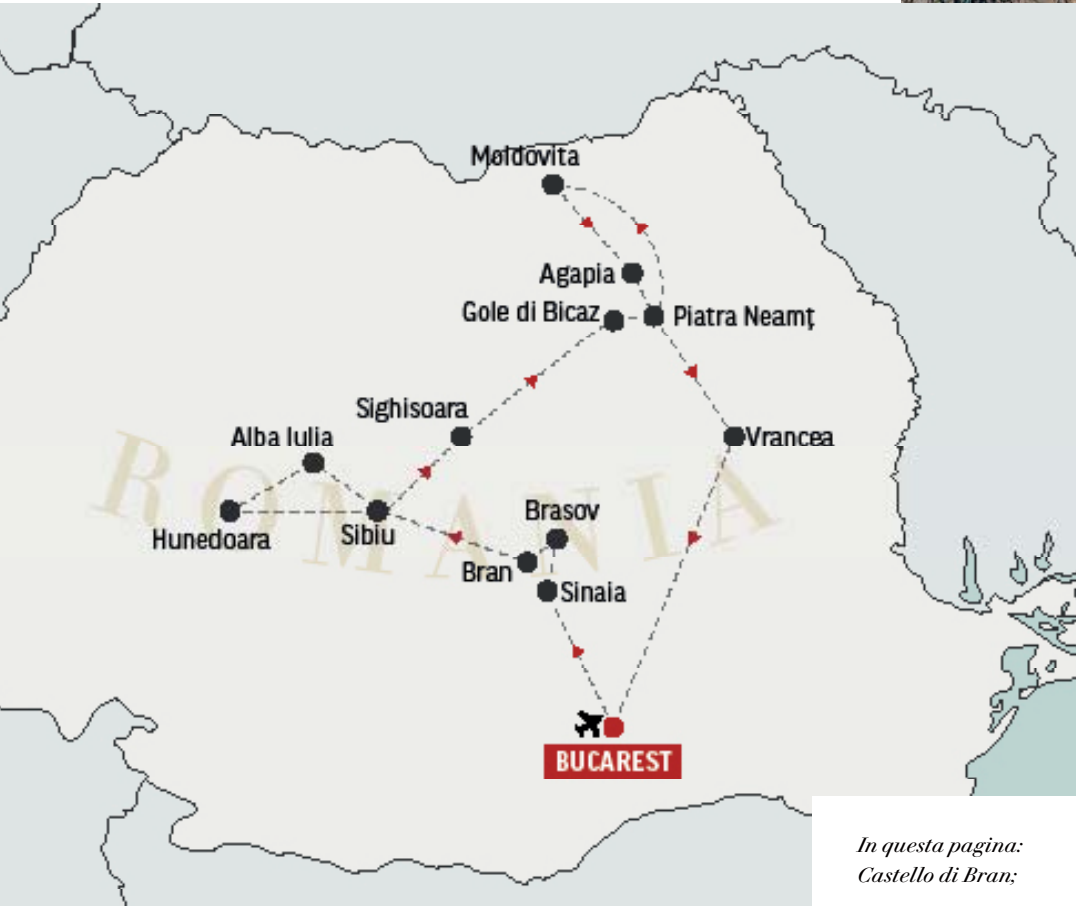 Moldovita
Agapia
Gole di Bicaz
Piatra Neamţ
Sighisoara
Alba Iulia
Vrancea
ROMANIA
Hunedoara
Sibiu
Brasov
Bran
Sinaia
BUCAREST
In questa pagina:
Castello di Bran;